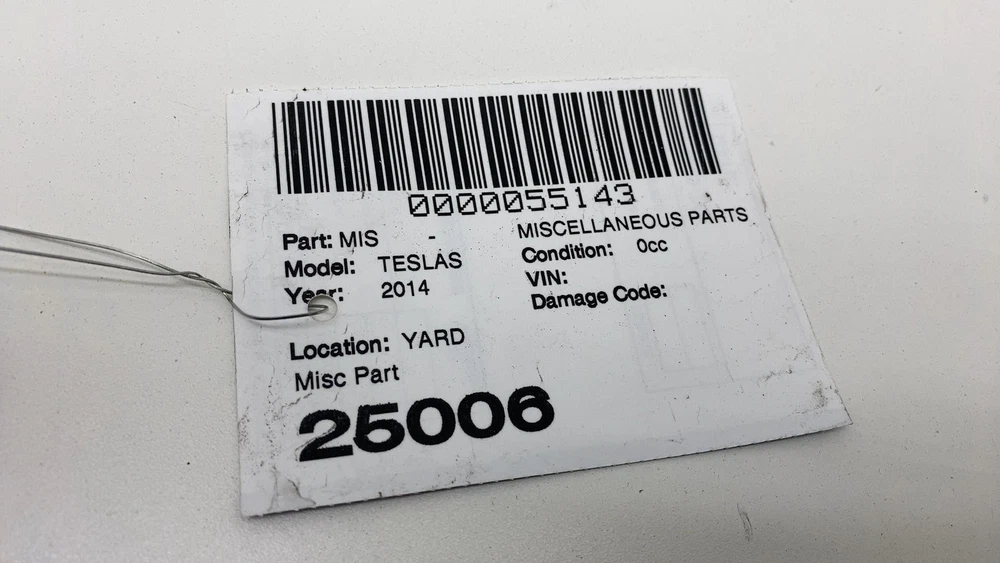 0000055143
Part: MIS - MISCELLANEOUS PARTS
Model: TESLAS Condition: 0cc
Year: 2014 VIN:
Damage Code:
Location: YARD
Misc Part
25006